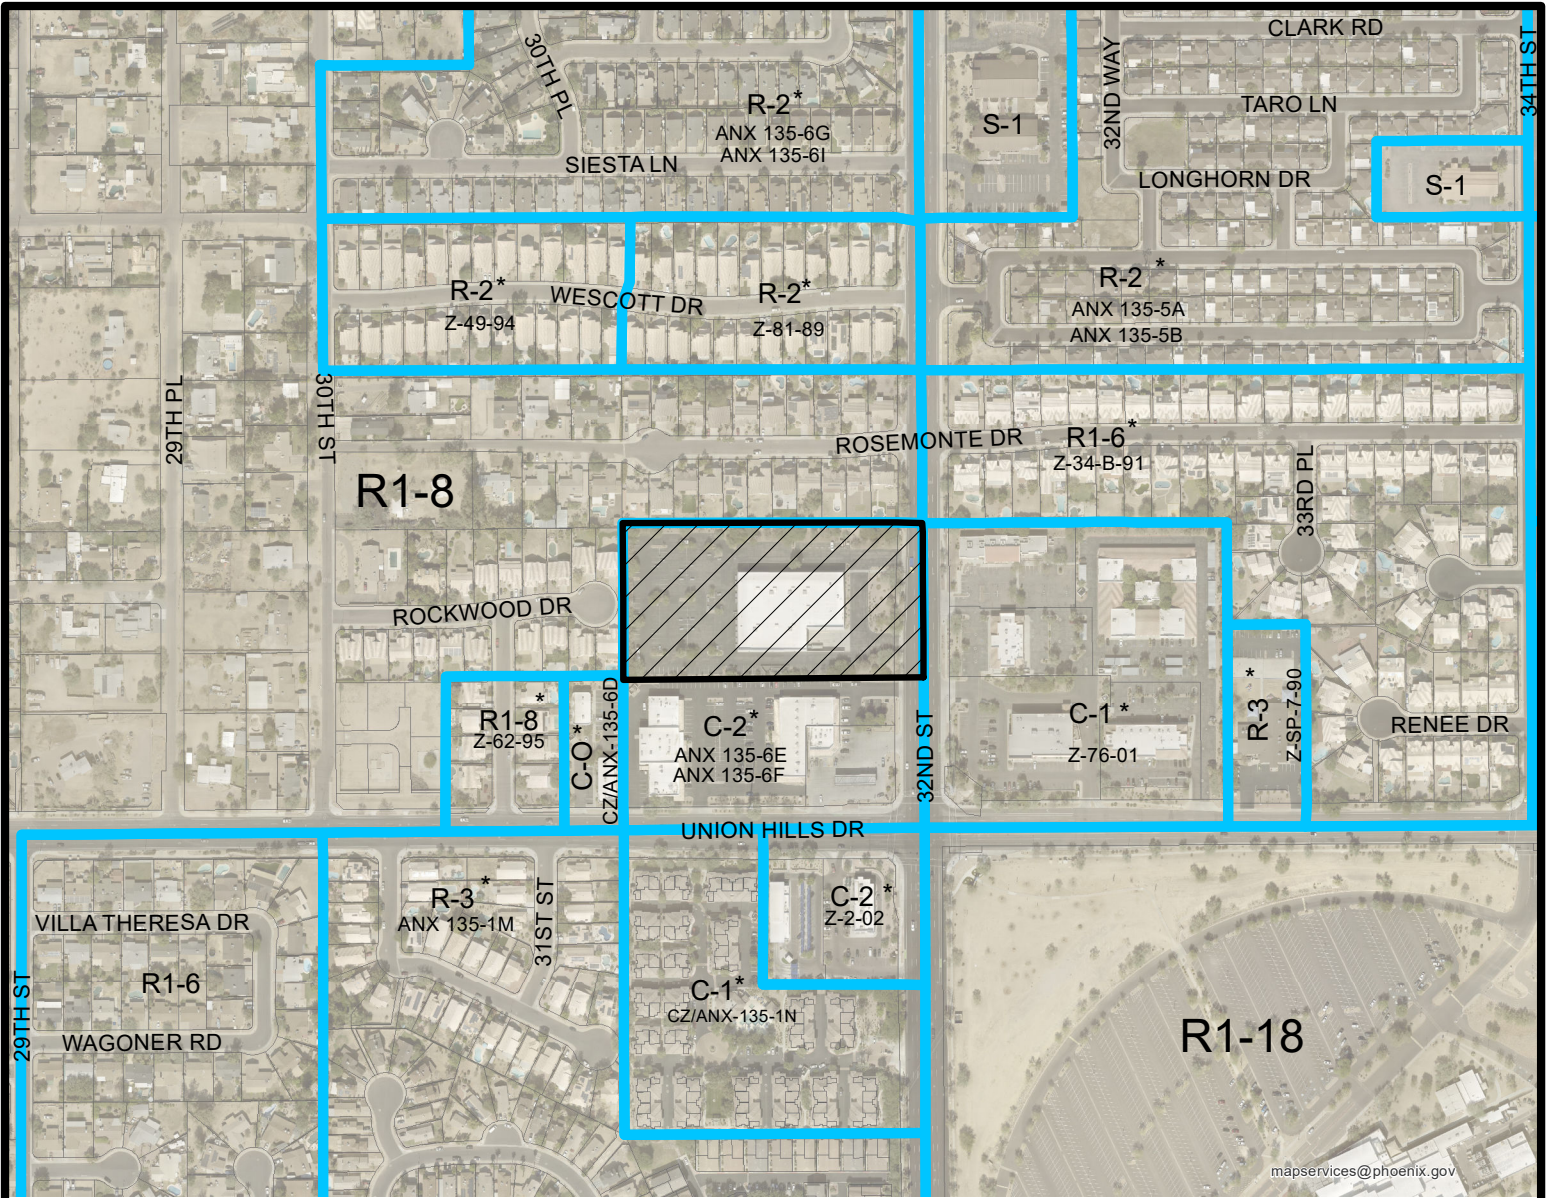 CLARK RD
30TH PL
32ND WAY
34TH ST
R-2*
ANX 135-6G
ANX 135-6I
TARO LN
S-1
SIESTA LN
LONGHORN DR
S-1
R-2*
Z-49-94
WESCOTT DR
R-2*
Z-81-89
R-2*
ANX 135-5A
ANX 135-5B
29TH PL
30TH ST
ROSEMONTE DR
R1-6*
Z-34-B-91
33RD PL
R1-8
ROCKWOOD DR
R1-8*
Z-62-95
C-O*
CZ/ANX-135-6D
C-2*
ANX 135-6E
ANX 135-6F
32ND ST
C-1*
Z-76-01
R-3*
Z-SP-7-90
RENEE DR
UNION HILLS DR
VILLA THERESA DR
R1-6
29TH ST
WAGONER RD
R-3*
ANX 135-1M
31ST ST
C-2*
Z-2-02
C-1*
CZ/ANX-135-1N
R1-18
mapservices@phoenix.gov